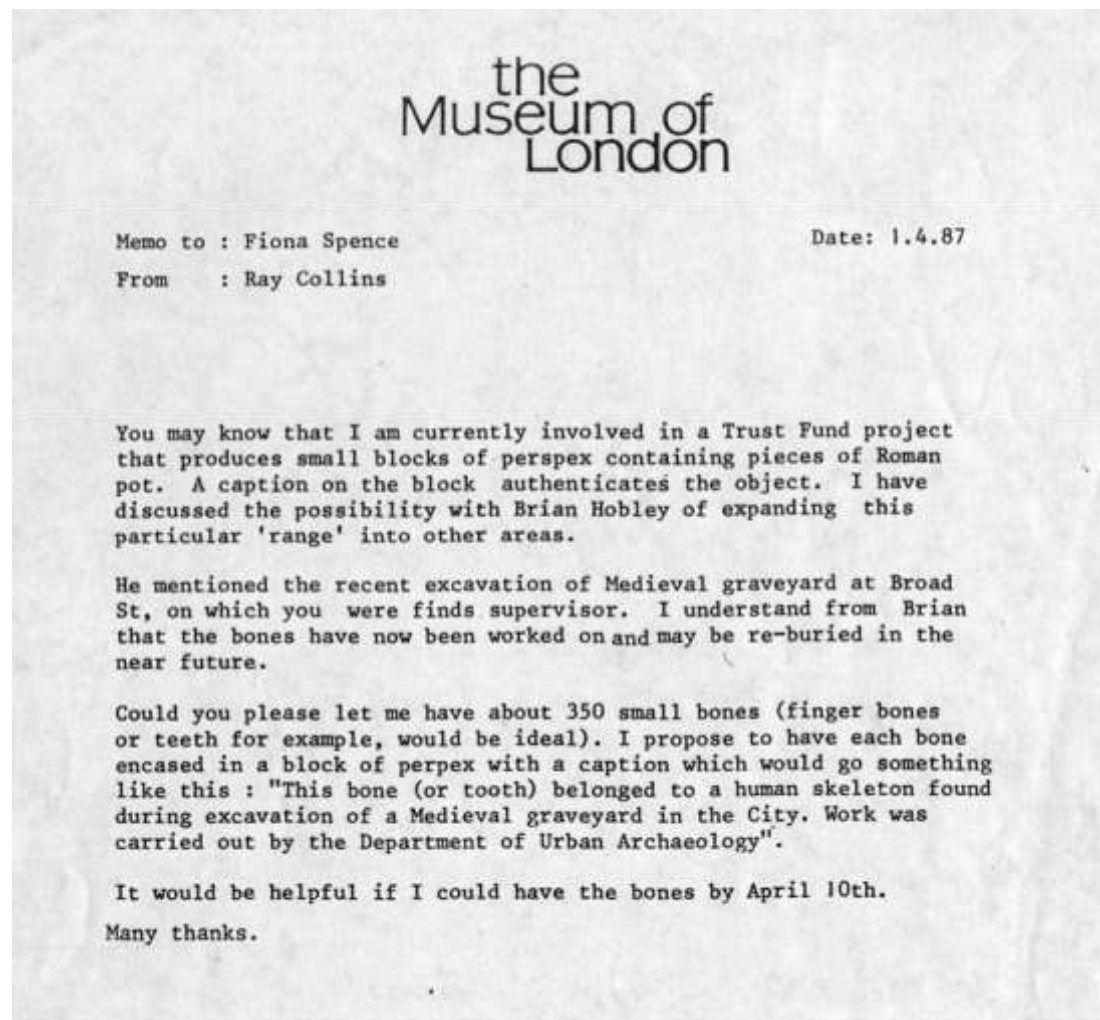 the
Museum of
London
Memo to : Fiona Spence
Date: 1.4.87
From : Ray Collins
You may know that I am currently involved in a Trust Fund project
that produces small blocks of perspex containing pieces of Roman
pot. A caption on the block authenticates the object. I have
discussed the possibility with Brian Hobley of expanding this
particular 'range' into other areas.
He mentioned the recent excavation of Medieval graveyard at Broad
St, on which you were finds supervisor. I understand from Brian
that the bones have now been worked on and may be re-buried in the
near future.
Could you please let me have about 350 small bones (finger bones
or teeth for example, would be ideal). I propose to have each bone
encased in a block of perpex with a caption which would go something
like this : "This bone (or tooth) belonged to a human skeleton found
during excavation of a Medieval graveyard in the City. Work was
carried out by the Department of Urban Archaeology".
It would be helpful if I could have the bones by April 10th.
Many thanks.